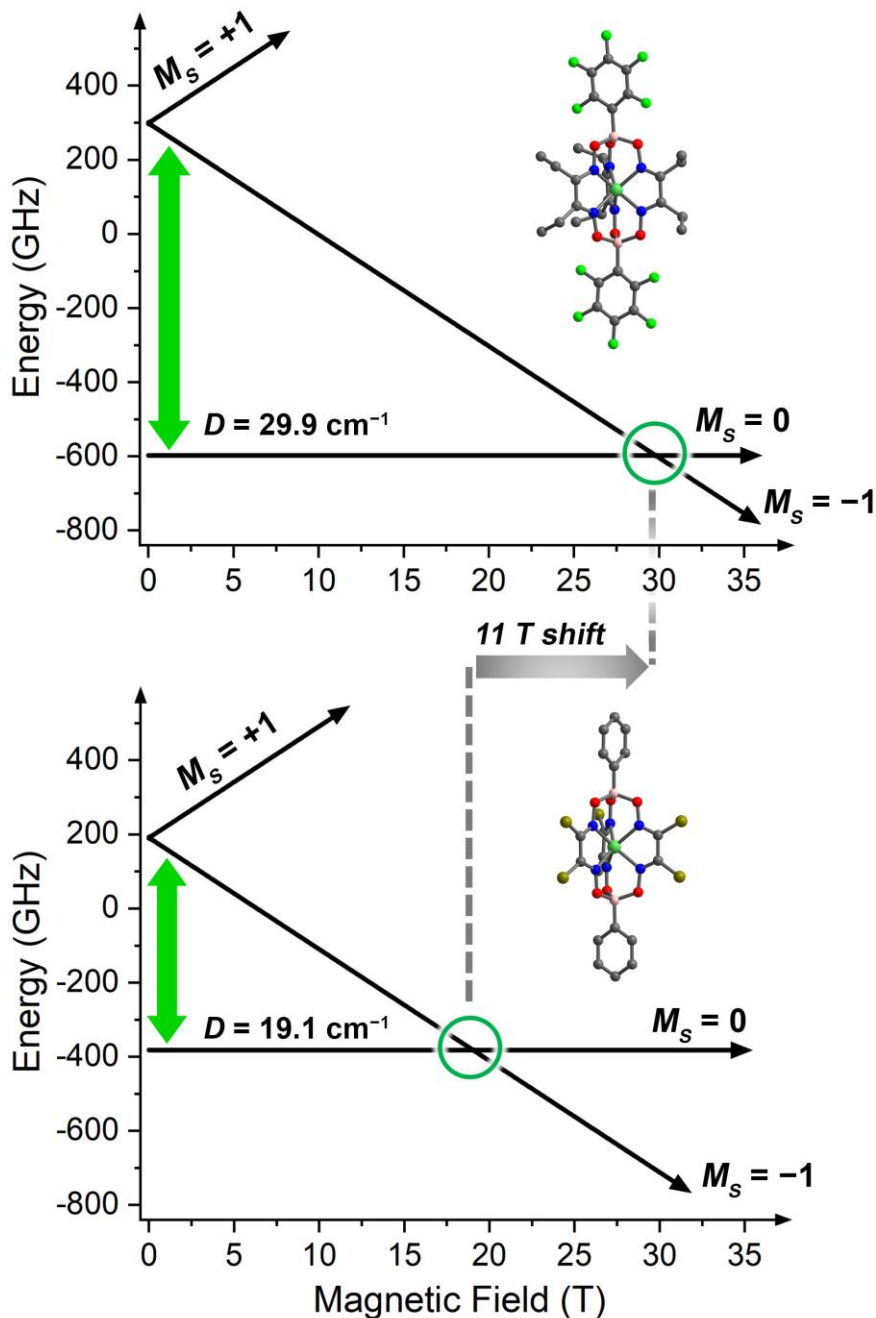 M_S = +1
400
200
0
-200
-400
-600
-800
Energy (GHz)
D = 29.9 cm⁻¹
M_S = 0
M_S = −1
0 5 10 15 20 25 30 35
11 T shift
M_S = +1
400
200
0
-200
-400
-600
-800
Energy (GHz)
D = 19.1 cm⁻¹
M_S = 0
M_S = −1
0 5 10 15 20 25 30 35
Magnetic Field (T)